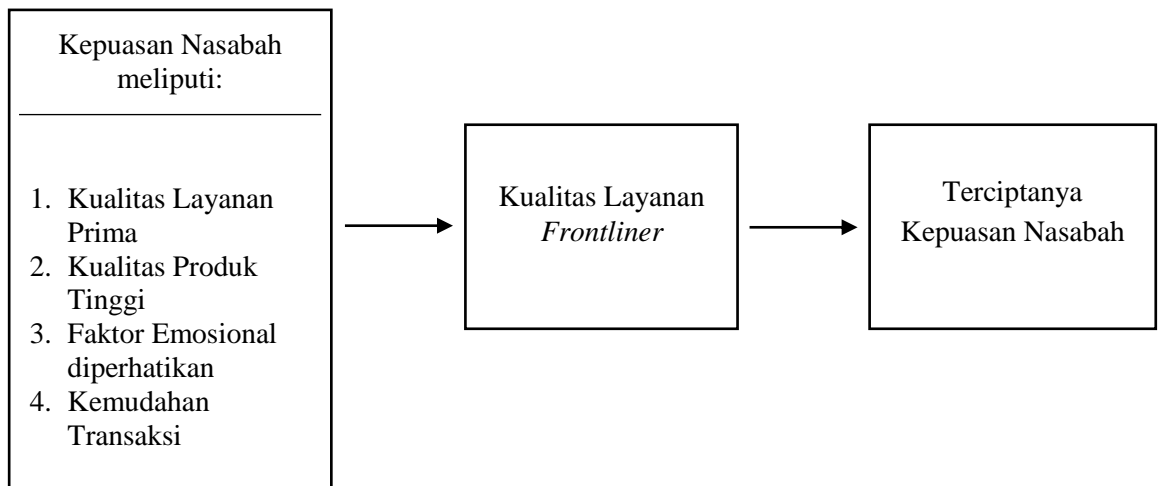 Kepuasan Nasabah
meliputi:
1. Kualitas Layanan
Prima
2. Kualitas Produk
Tinggi
3. Faktor Emosional
diperhatikan
4. Kemudahan
Transaksi
Kualitas Layanan
Frontliner
Terciptanya
Kepuasan Nasabah